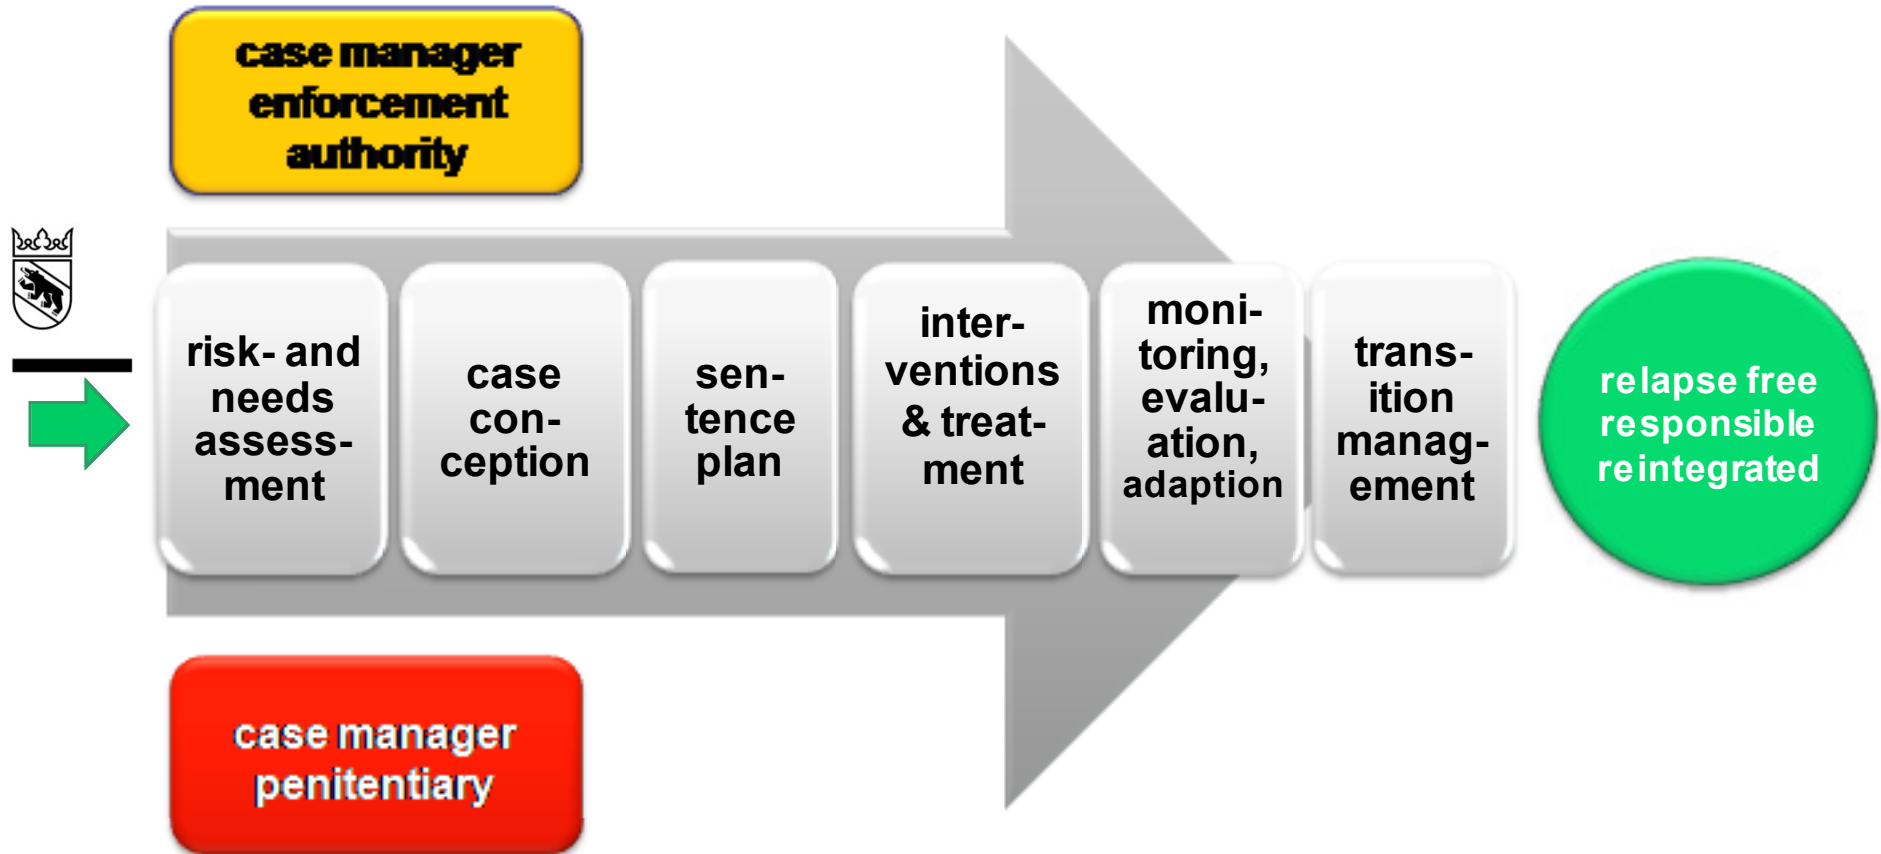 case manager
enforcement
authority
risk- and
needs
assess-
ment
case
con-
ception
sen-
tence
plan
inter-
ventions
& treat-
ment
moni-
toring,
evalu-
ation,
adaption
trans-
ition
manag-
ement
relapse free
responsible
reintegrated
case manager
penitentiary